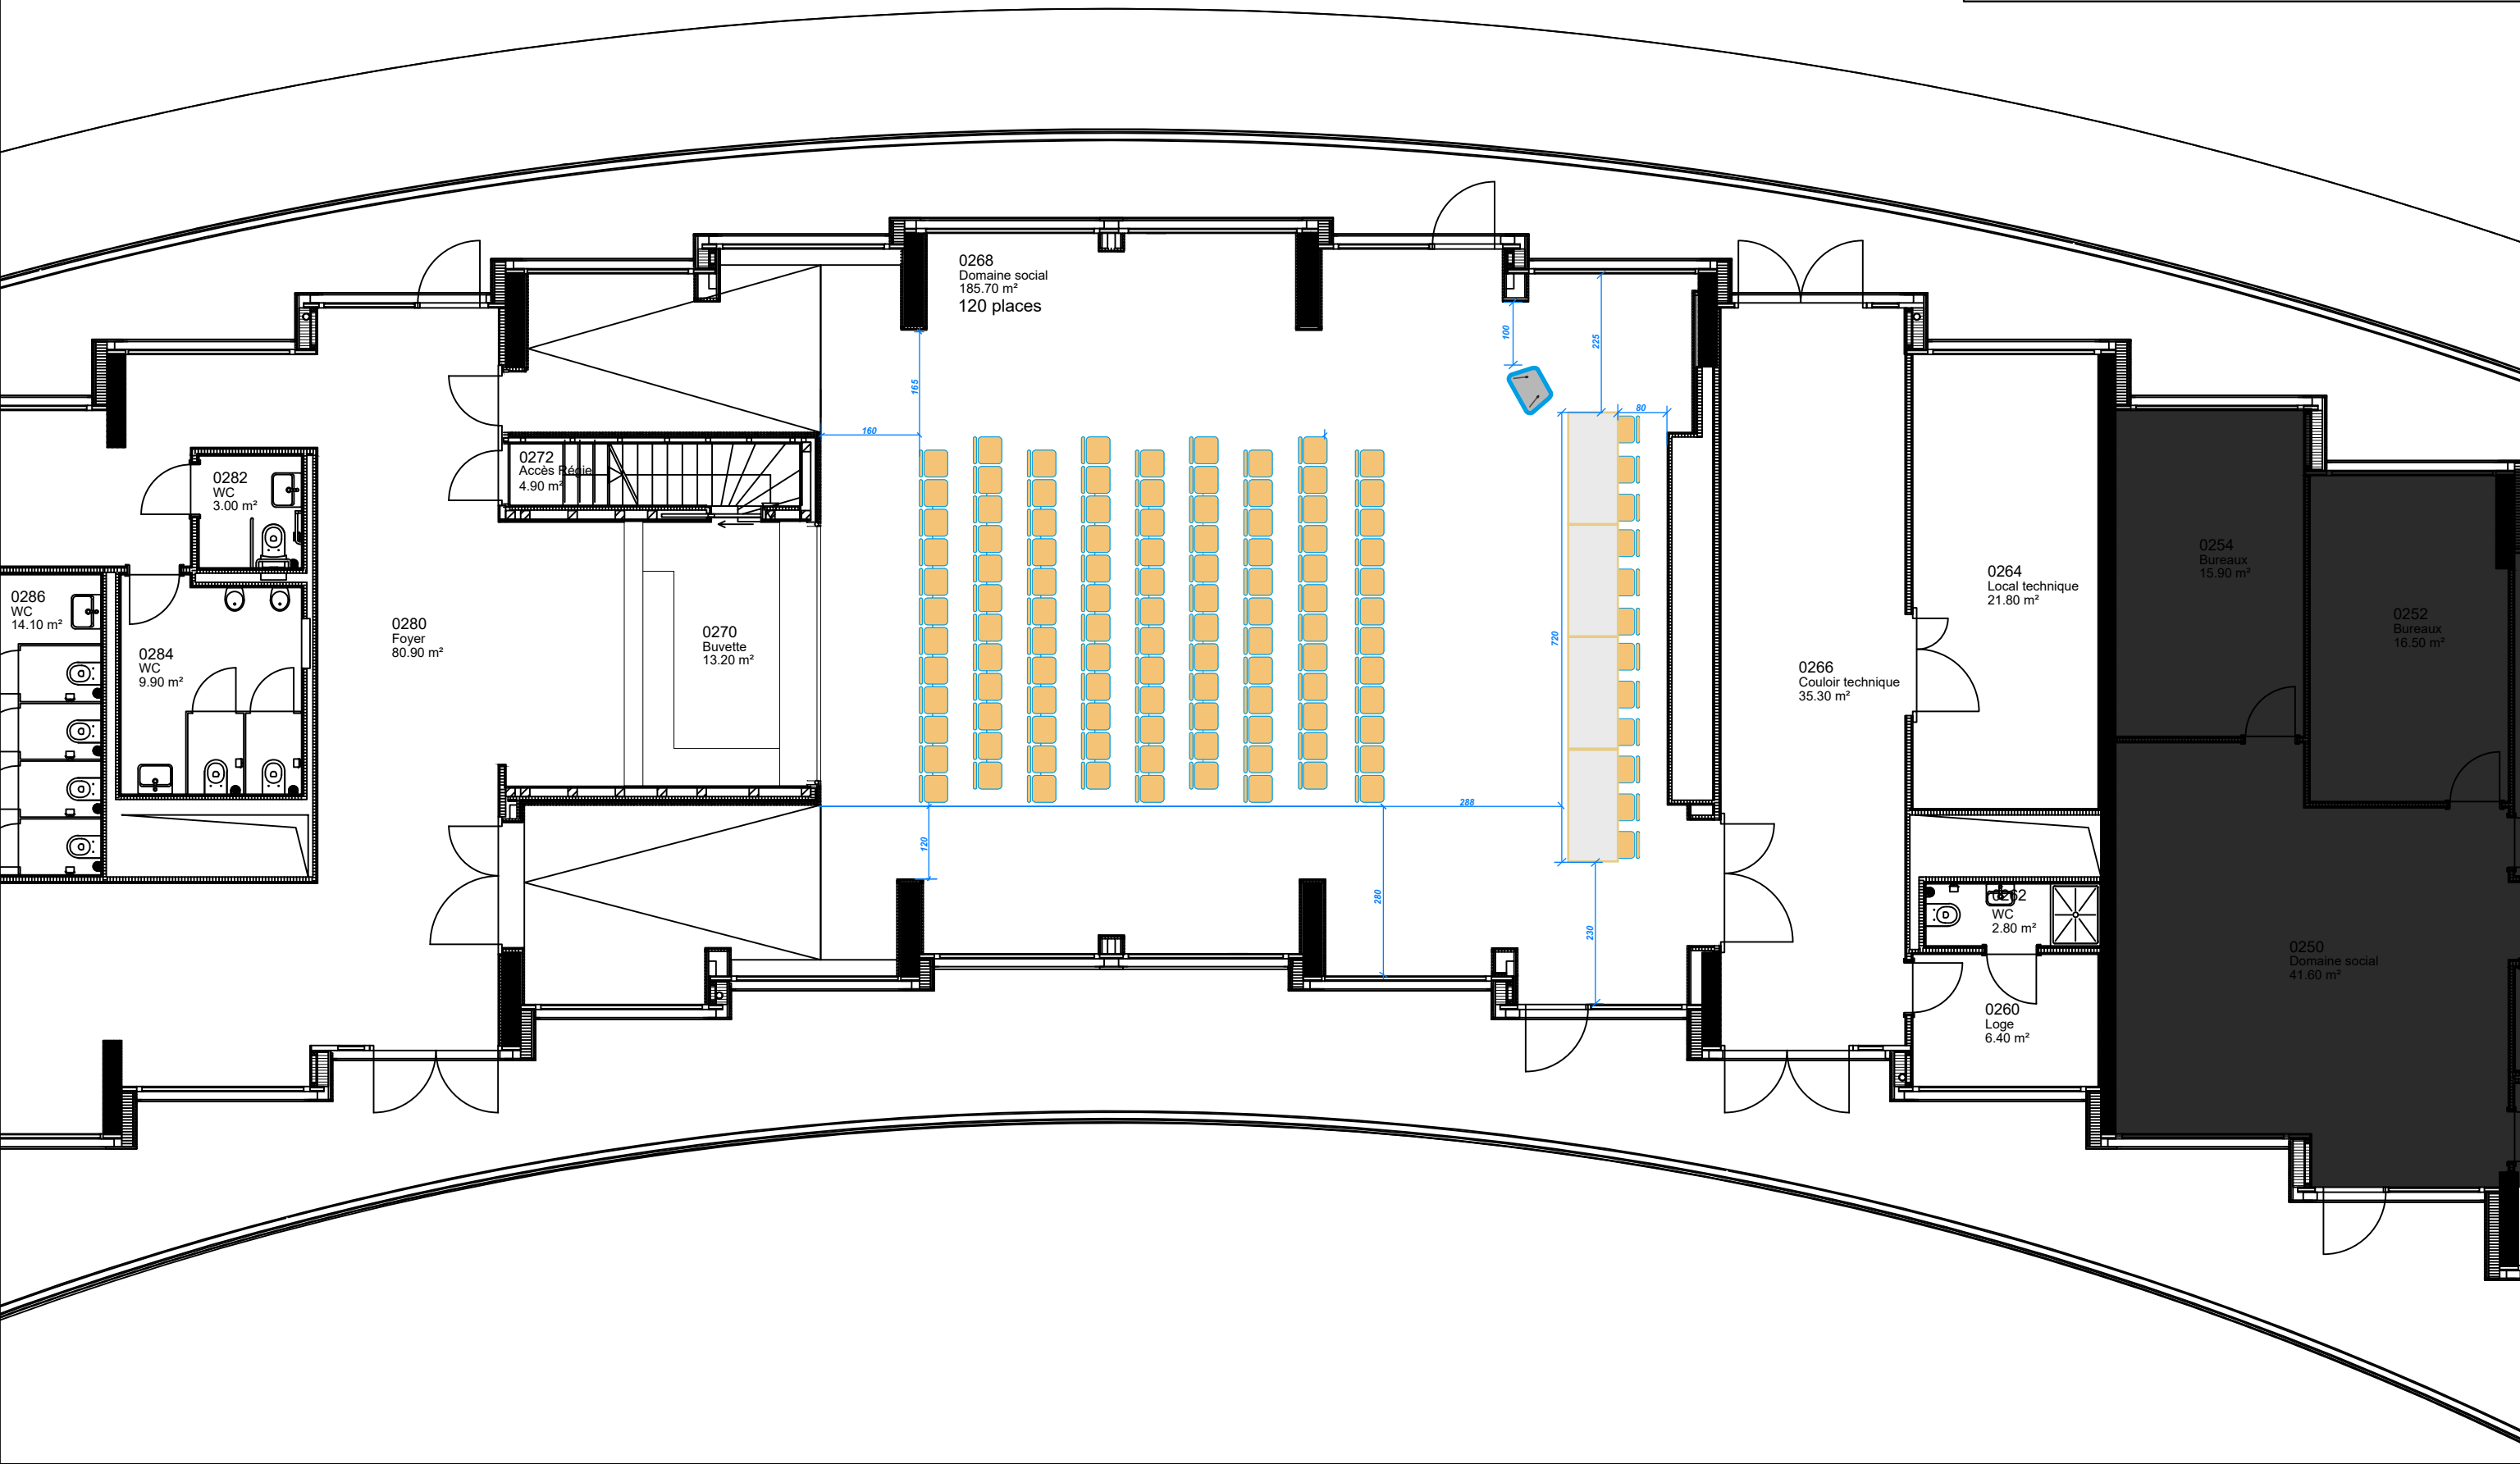 0268
Domaine social
185.70 m²
120 places
100
225
165
160
80
0272
Accès Régie
4.90 m²
0282
WC
3.00 m²
0254
Bureaux
15.90 m²
0264
Local technique
21.80 m²
0286
WC
14.10 m²
0252
Bureaux
16.50 m²
0280
Foyer
80.90 m²
0270
Buvette
13.20 m²
720
0284
WC
9.90 m²
0266
Couloir technique
35.30 m²
288
120
280
230
0262
WC
2.80 m²
0250
Domaine social
41.60 m²
0260
Loge
6.40 m²